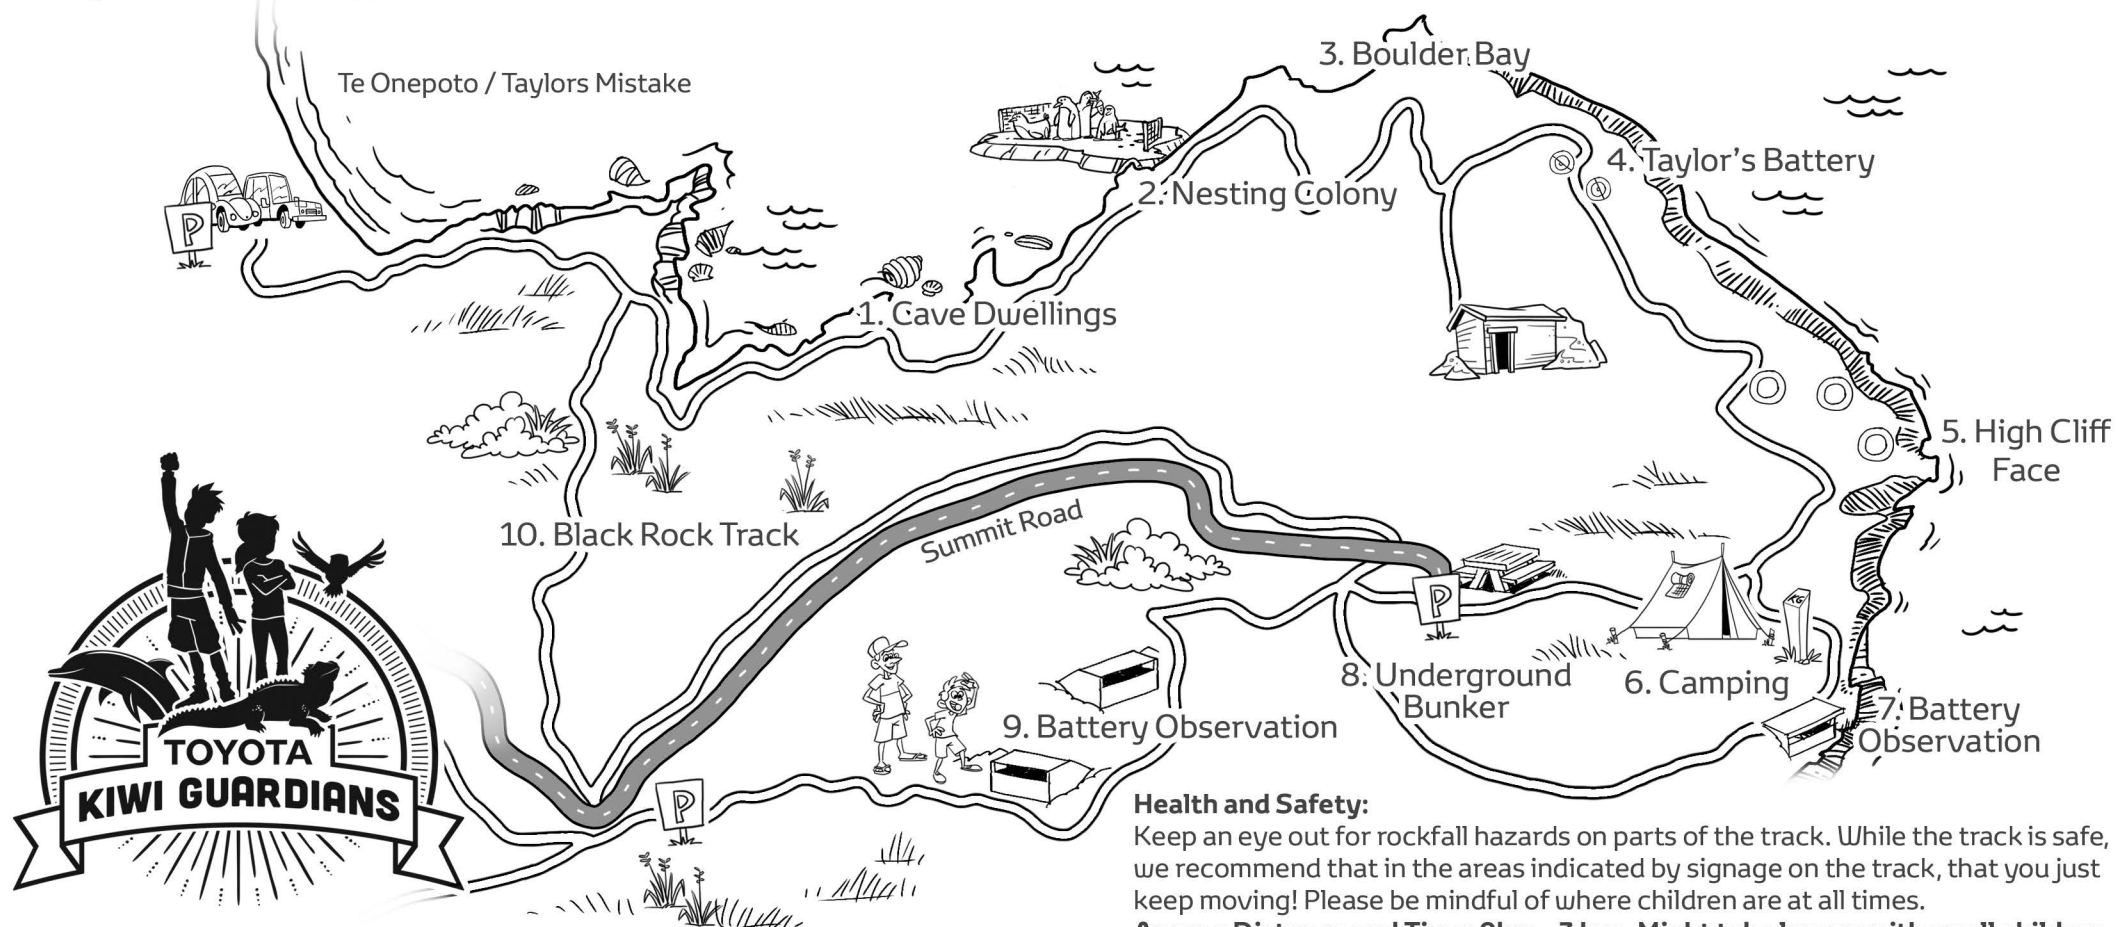 Te Onepoto / Taylors Mistake
3. Boulder Bay
P
4. Taylor's Battery
2. Nesting Colony
1. Cave Dwellings
5. High Cliff
Face
10. Black Rock Track
Summit Road
P
KG
8. Underground
Bunker
6. Camping
7. Battery
Observation
9. Battery Observation
P
TOYOTA
KIWI GUARDIANS
Health and Safety:
Keep an eye out for rockfall hazards on parts of the track. While the track is safe,
we recommend that in the areas indicated by signage on the track, that you just
keep moving! Please be mindful of where children are at all times.